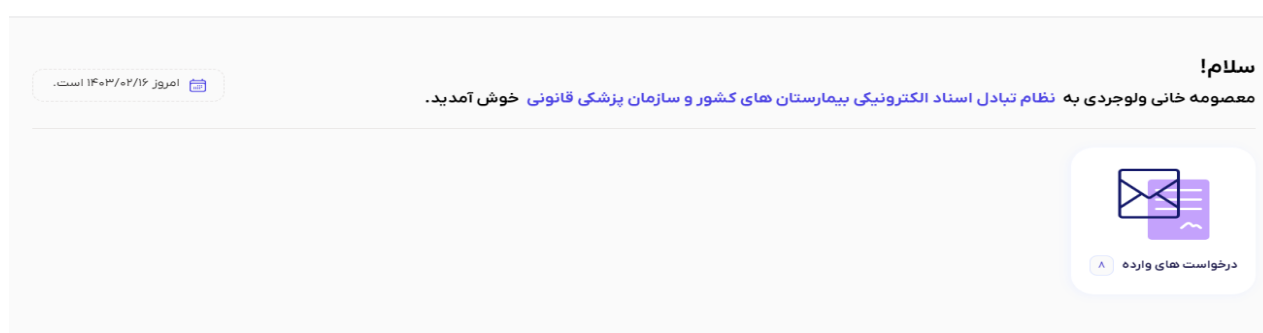 سلام!
معصومه خانی ولوجردی به نظام تبادل اسناد الکترونیکی بیمارستان های کشور و سازمان پزشکی قانونی خوش آمدید.
امروز ۱۴۰۳/۰۲/۱۶ است.
درخواست های وارده ۸